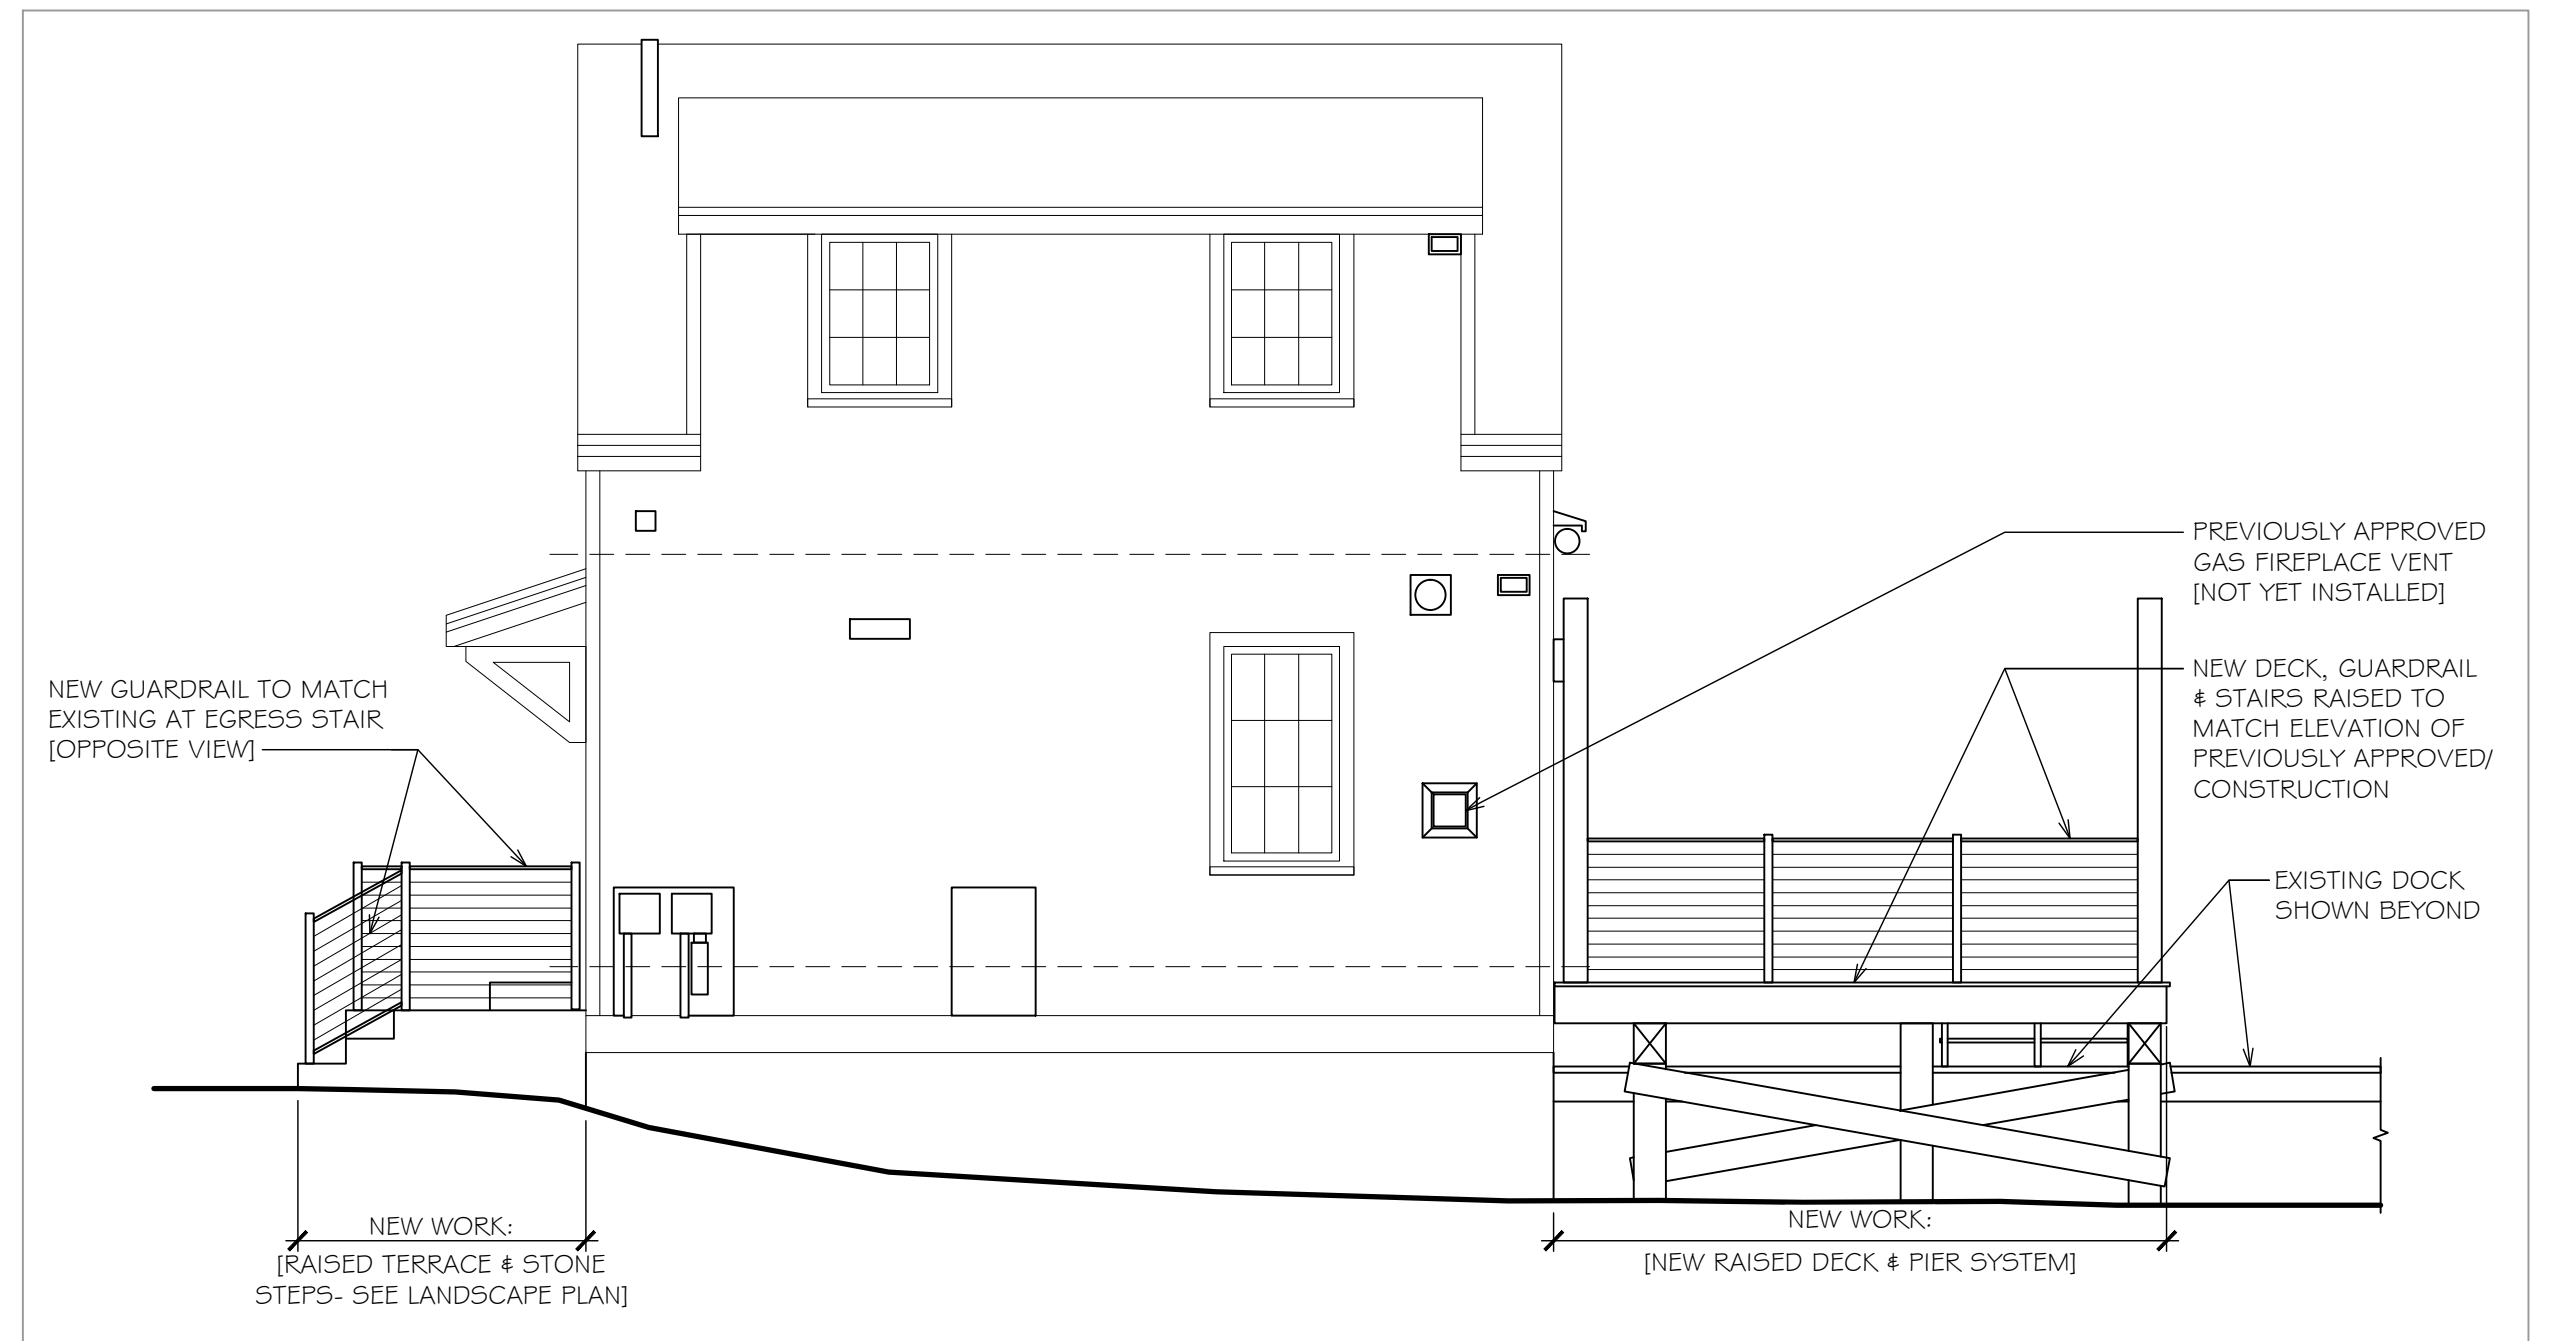 PREVIOUSLY APPROVED
GAS FIREPLACE VENT
[NOT YET INSTALLED]
NEW DECK, GUARDRAIL
& STAIRS RAISED TO
MATCH ELEVATION OF
PREVIOUSLY APPROVED/
CONSTRUCTION
NEW GUARDRAIL TO MATCH
EXISTING AT EGRESS STAIR
[OPPOSITE VIEW]
EXISTING DOCK
SHOWN BEYOND
NEW WORK:
[RAISED TERRACE & STONE
STEPS- SEE LANDSCAPE PLAN]
NEW WORK:
[NEW RAISED DECK & PIER SYSTEM]